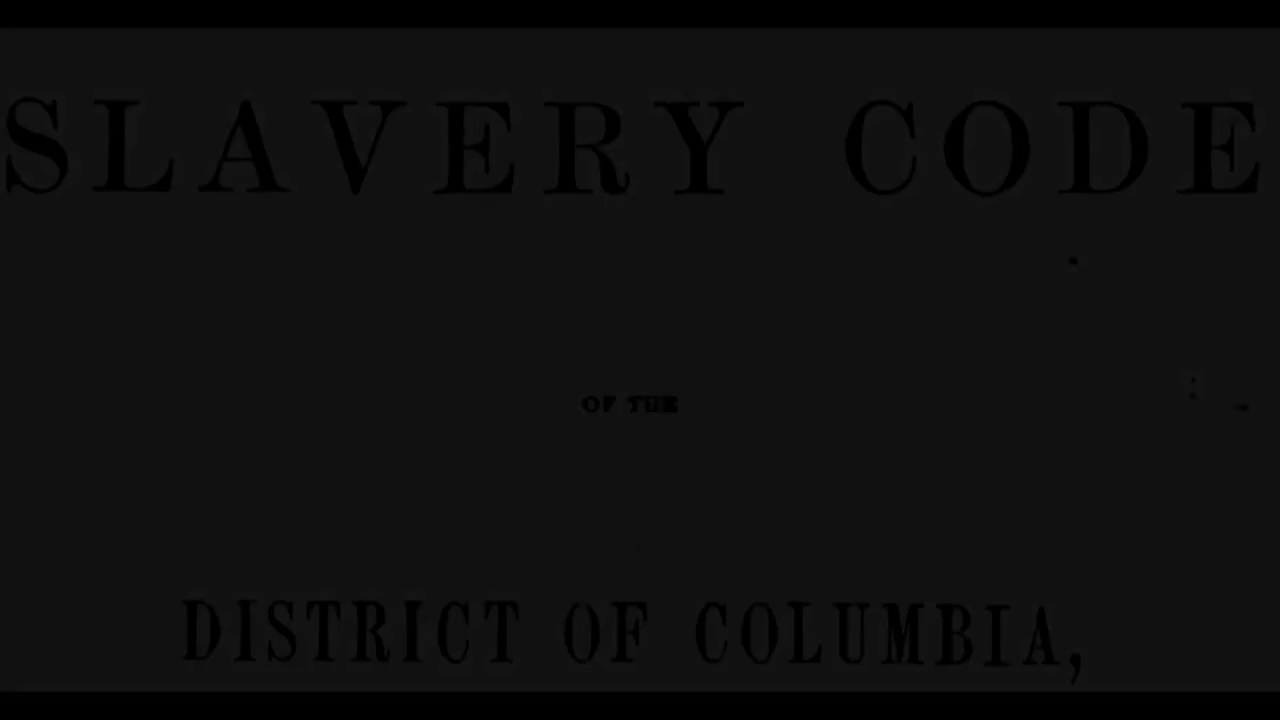 SLAVERY CODE
OF THE
DISTRICT OF COLUMBIA,